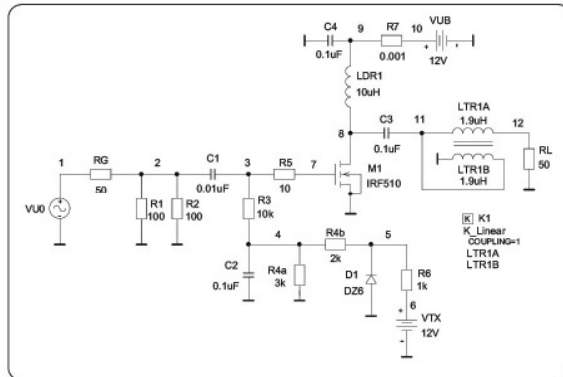 C4
0.1uF
9
R7
0.001
10
VUB
+
-
12V
LDR1
10uH
8
C3
0.1uF
11
LTR1A
1.9uH
12
LTR1B
1.9uH
RL
50
1
RG
50
2
C1
0.01uF
3
R5
10
7
M1
IRF510
VU0
R1
100
R2
100
R3
10k
K K1
K_Linear
COUPLING=1
LTR1A
LTR1B
4
R4b
2k
5
C2
0.1uF
R4a
3k
D1
DZ6
R6
1k
6
+
-
VTX
12V